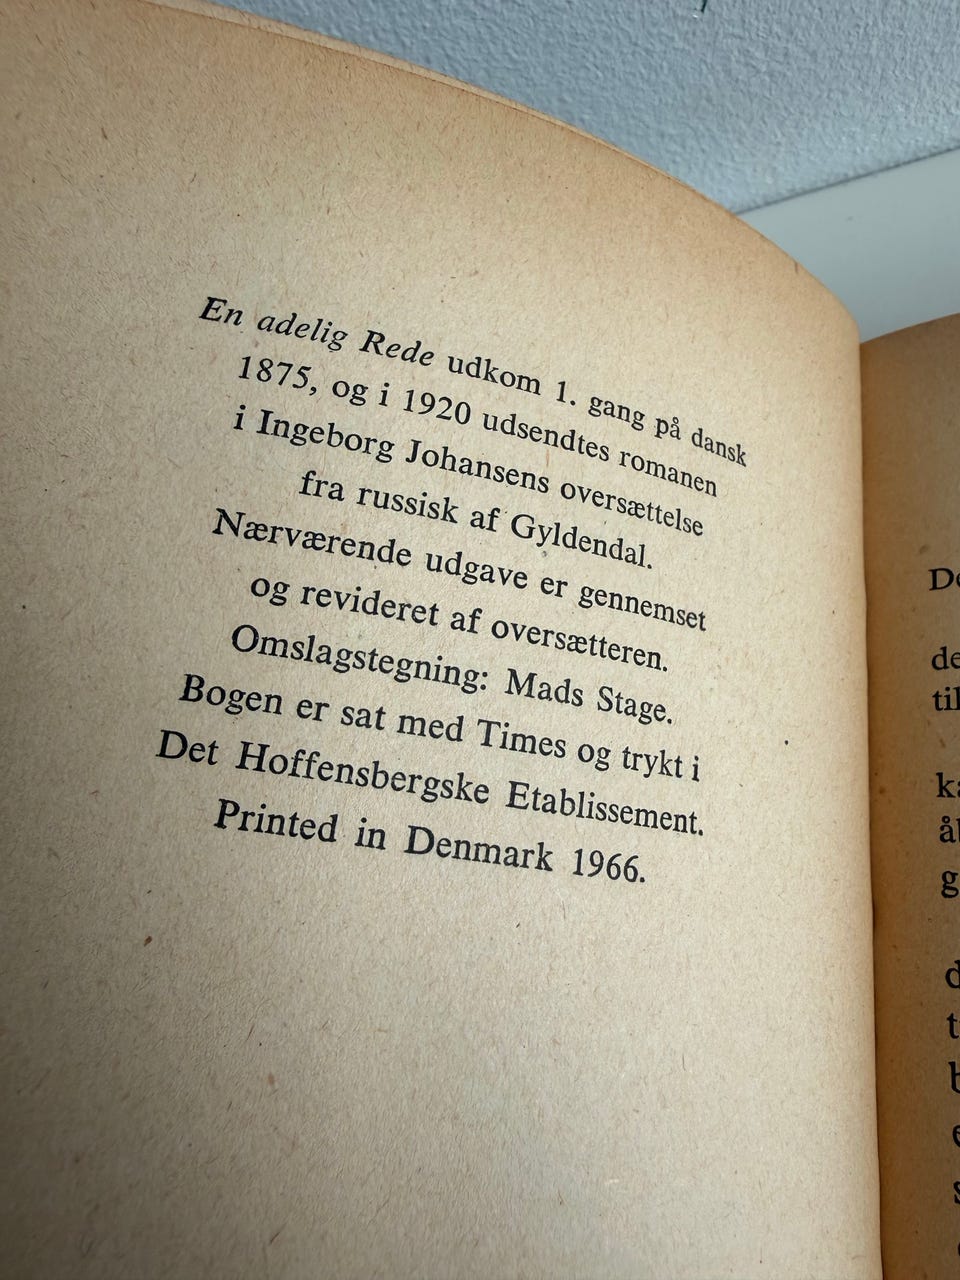 En adelig Rede udkom 1. gang på dansk
1875, og i 1920 udsendtes romanen
i Ingeborg Johansens oversættelse
fra russisk af Gyldendal.
Nærværende udgave er gennemset
og revideret af oversætteren.
Omslagstegning: Mads Stage.
Bogen er sat med Times og trykt i
Det Hoffensbergske Etablissement.
Printed in Denmark 1966.